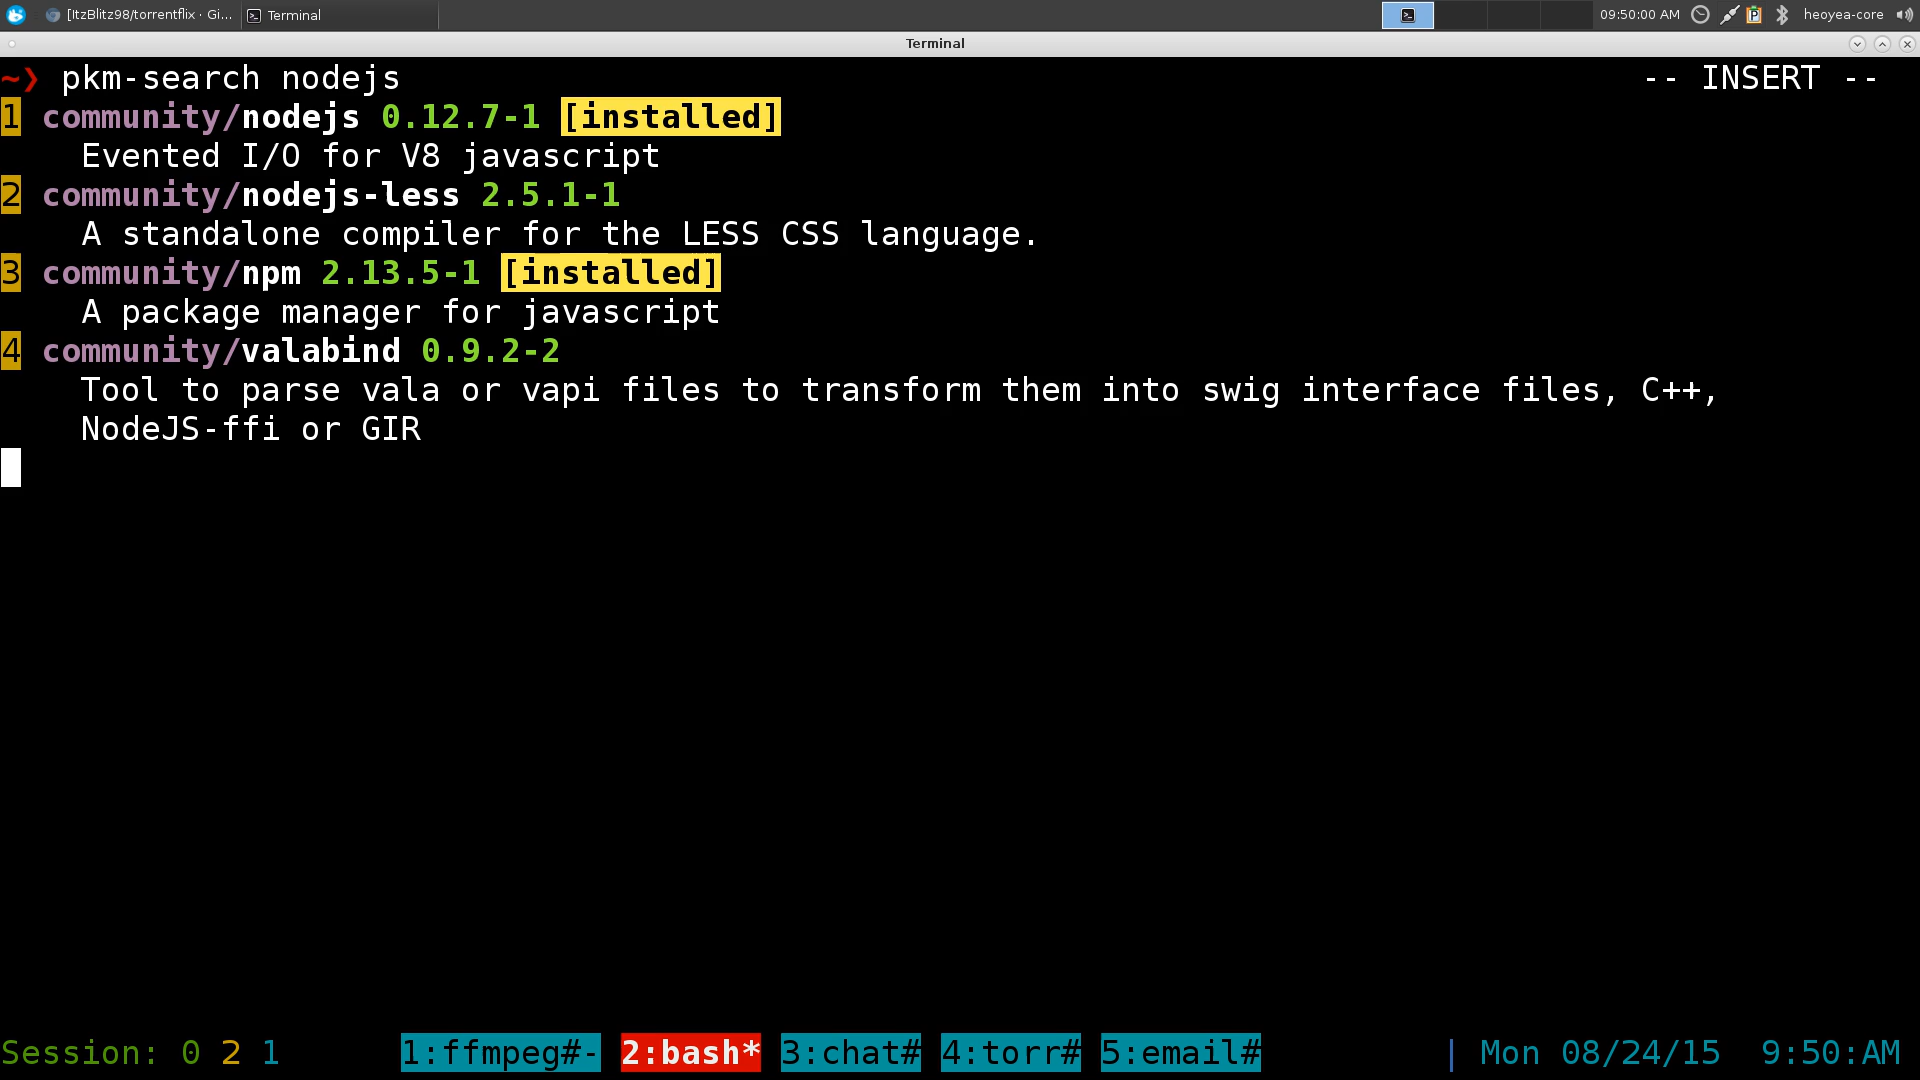 [ItzBlitz98/torrentflix · Gi...
Terminal
09:50:00 AM
heoyea-core
Terminal
~❯ pkm-search nodejs
-- INSERT --
1 community/nodejs 0.12.7-1 [installed]
Evented I/O for V8 javascript
2 community/nodejs-less 2.5.1-1
A standalone compiler for the LESS CSS language.
3 community/npm 2.13.5-1 [installed]
A package manager for javascript
4 community/valabind 0.9.2-2
Tool to parse vala or vapi files to transform them into swig interface files, C++,
NodeJS-ffi or GIR
Session: 0 2 1 1:ffmpeg#- 2:bash* 3:chat# 4:torr# 5:email# | Mon 08/24/15 9:50:AM